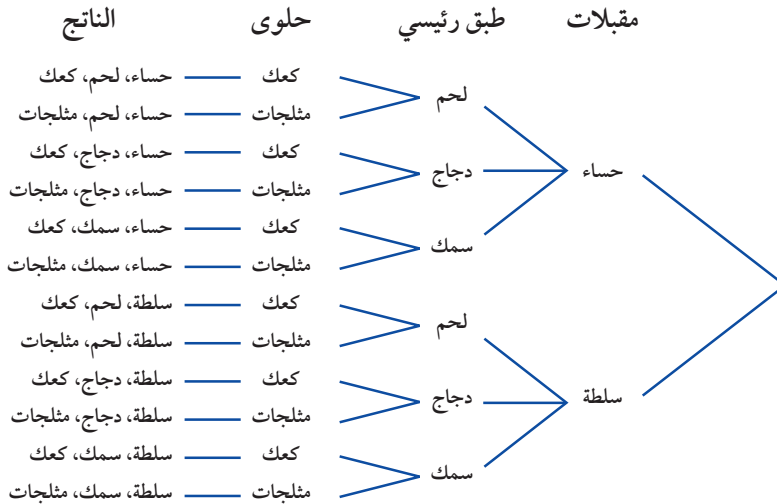 مقبلات طبق رئيسي حلوى الناتج
كعك حساء، لحم، كعك
لحم
مثلجات حساء، لحم، مثلجات
كعك حساء، دجاج، كعك
حساء دجاج
مثلجات حساء، دجاج، مثلجات
كعك حساء، سمك، كعك
سمك
مثلجات حساء، سمك، مثلجات
كعك سلطة، لحم، كعك
لحم
مثلجات سلطة، لحم، مثلجات
كعك سلطة، دجاج، كعك
سلطة دجاج
مثلجات سلطة، دجاج، مثلجات
كعك سلطة، سمك، كعك
سمك
مثلجات سلطة، سمك، مثلجات